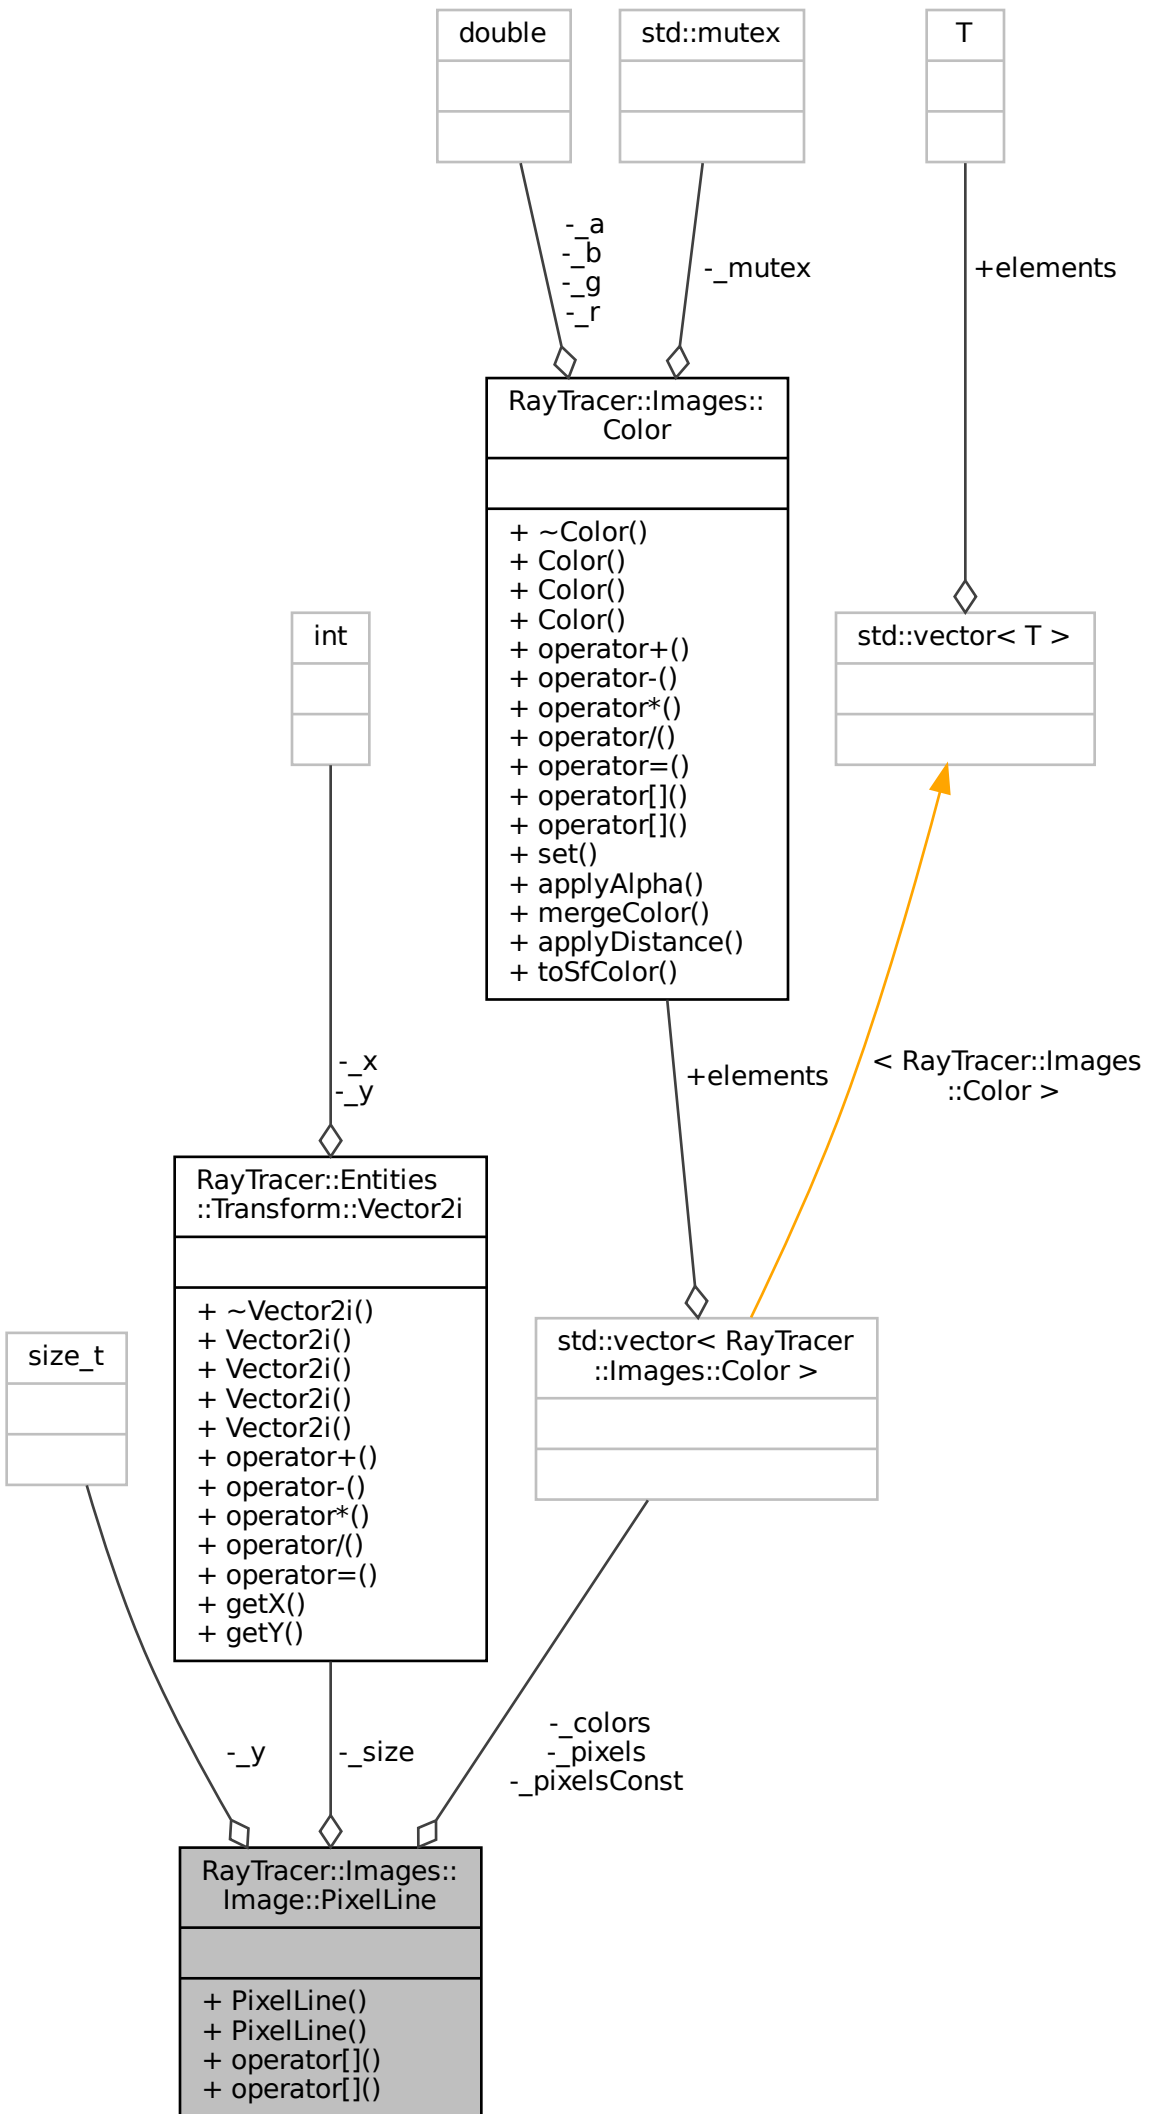 double
std::mutex
T
-_a
-_b
-_g
-_r
-_mutex
+elements
RayTracer::Images::
Color
+ ~Color()
+ Color()
+ Color()
+ Color()
+ operator+()
+ operator-()
+ operator*()
+ operator/()
+ operator=()
+ operator[]()
+ operator[]()
+ set()
+ applyAlpha()
+ mergeColor()
+ applyDistance()
+ toSfColor()
int
std::vector< T >
-_x
-_y
+elements
< RayTracer::Images
::Color >
RayTracer::Entities
::Transform::Vector2i
+ ~Vector2i()
+ Vector2i()
+ Vector2i()
+ Vector2i()
+ Vector2i()
+ operator+()
+ operator-()
+ operator*()
+ operator/()
+ operator=()
+ getX()
+ getY()
size_t
std::vector< RayTracer
::Images::Color >
-_y
-_size
-_colors
-_pixels
-_pixelsConst
RayTracer::Images::
Image::PixelLine
+ PixelLine()
+ PixelLine()
+ operator[]()
+ operator[]()